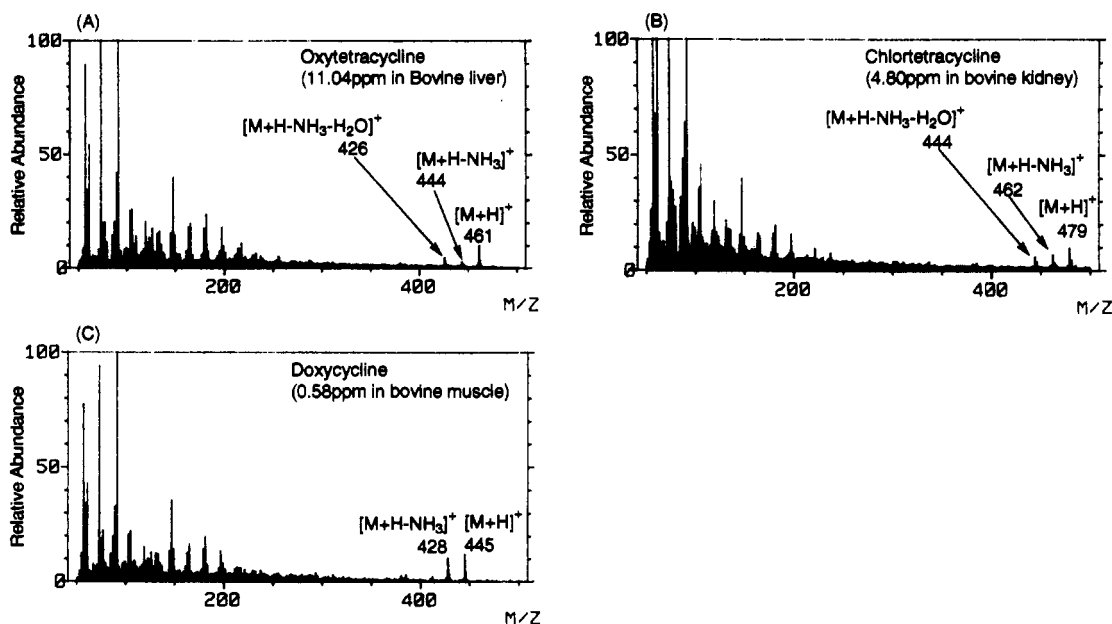 (A)
100
50
0
Relative Abundance
Oxytetracycline
(11.04ppm in Bovine liver)
[M+H-NH₃-H₂O]⁺
426
[M+H-NH₃]⁺
444
[M+H]⁺
461
200
400
M/Z
(B)
100
50
0
Relative Abundance
Chlortetracycline
(4.80ppm in bovine kidney)
[M+H-NH₃-H₂O]⁺
444
[M+H-NH₃]⁺
462
[M+H]⁺
479
200
400
M/Z
(C)
100
50
0
Relative Abundance
Doxycycline
(0.58ppm in bovine muscle)
[M+H-NH₃]⁺ [M+H]⁺
428 445
200
400
M/Z